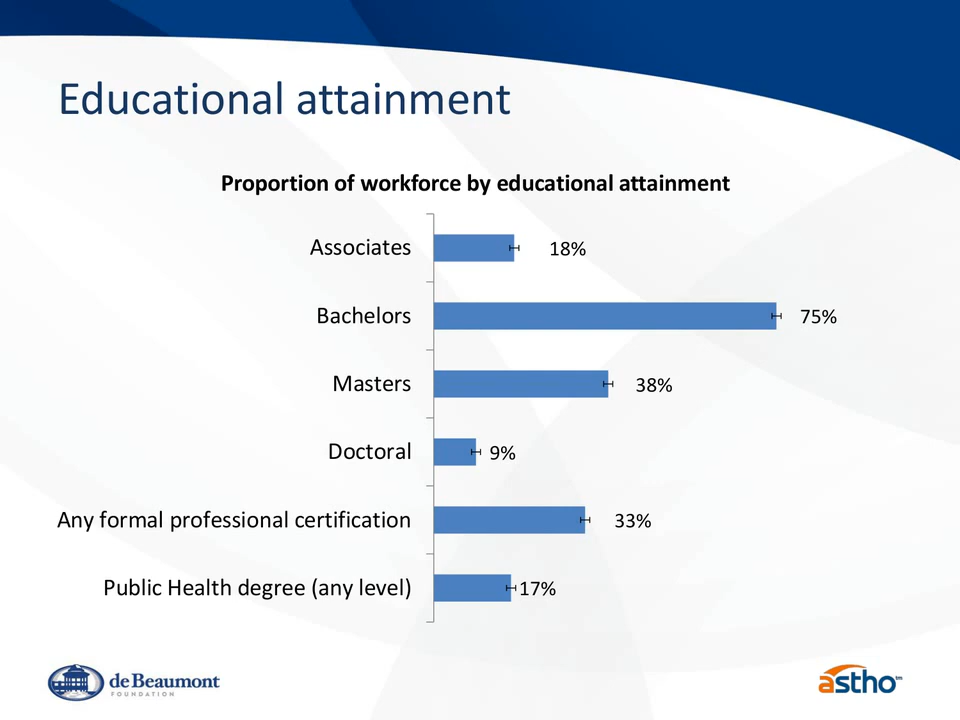 Educational attainment
Proportion of workforce by educational attainment
Associates 18%
Bachelors 75%
Masters 38%
Doctoral 9%
Any formal professional certification 33%
Public Health degree (any level) 17%
de Beaumont
FOUNDATION
astho™